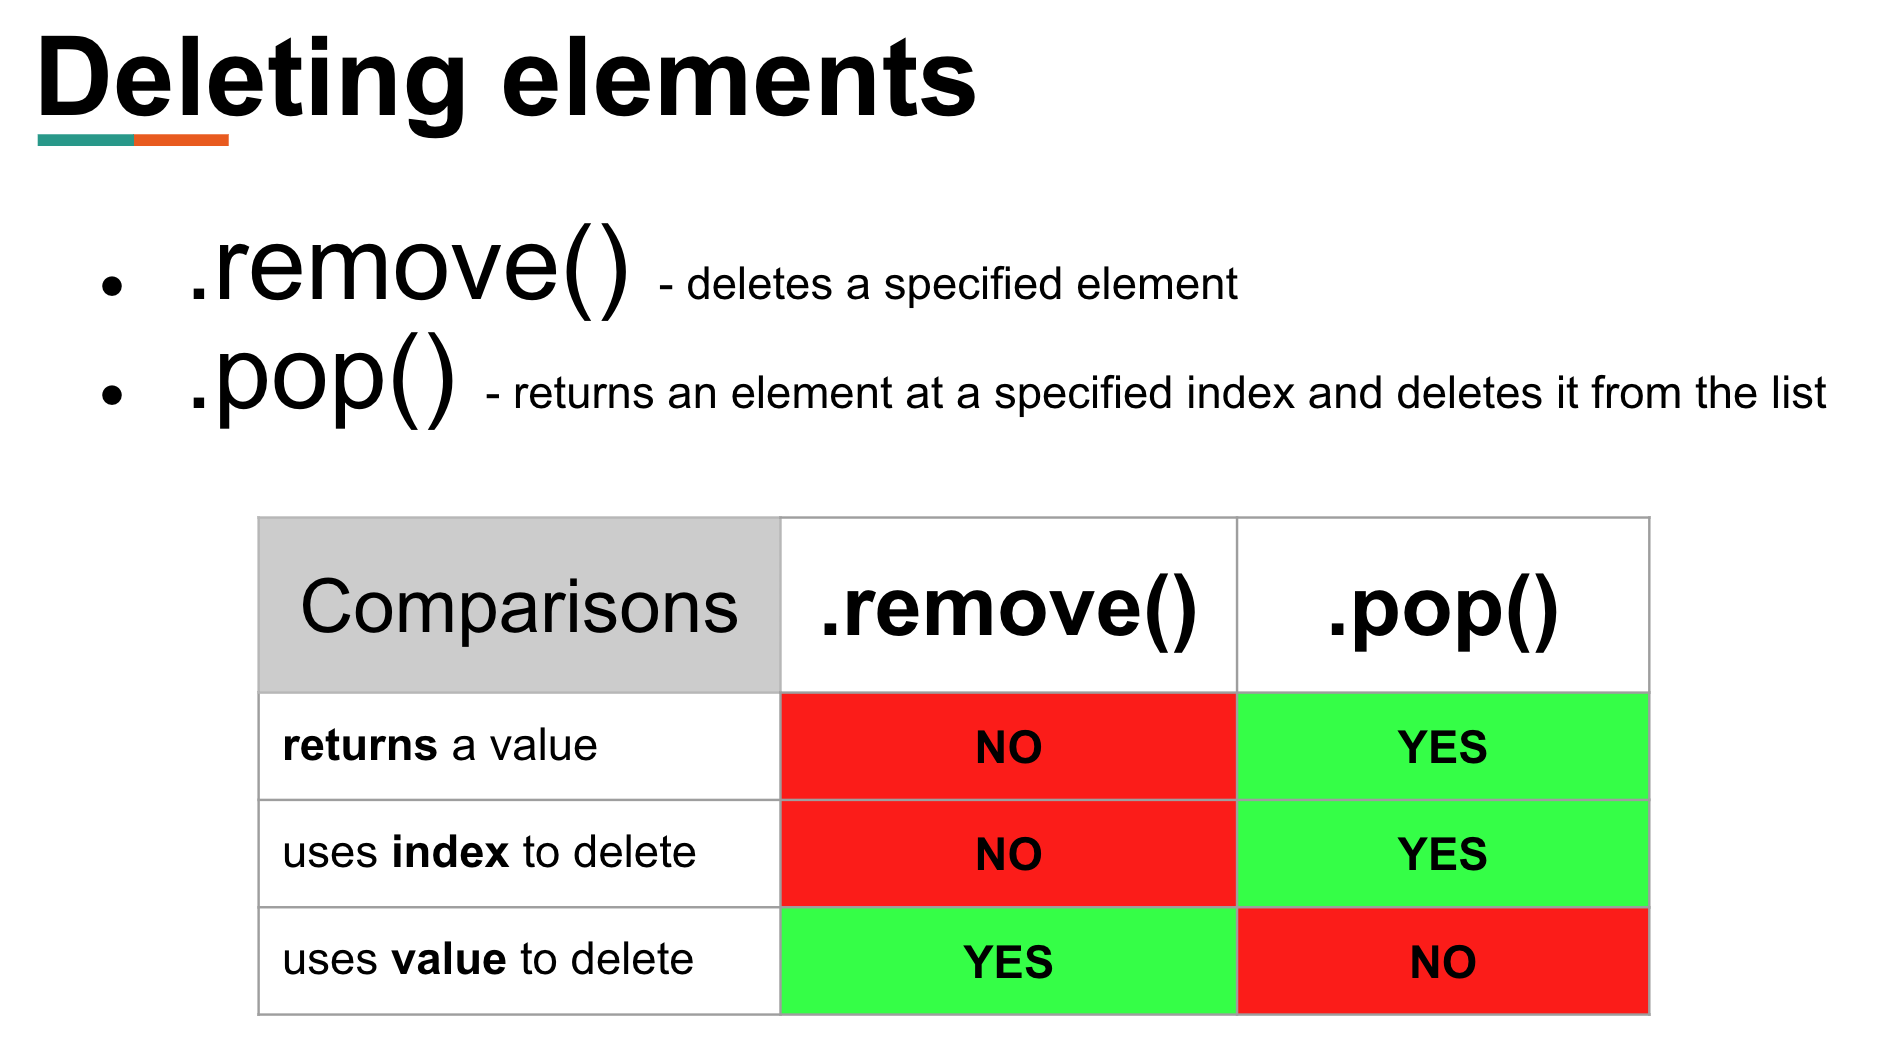 Deleting elements
• .remove() - deletes a specified element
• .pop() - returns an element at a specified index and deletes it from the list
Comparisons .remove() .pop()
returns a value NO YES
uses index to delete NO YES
uses value to delete YES NO